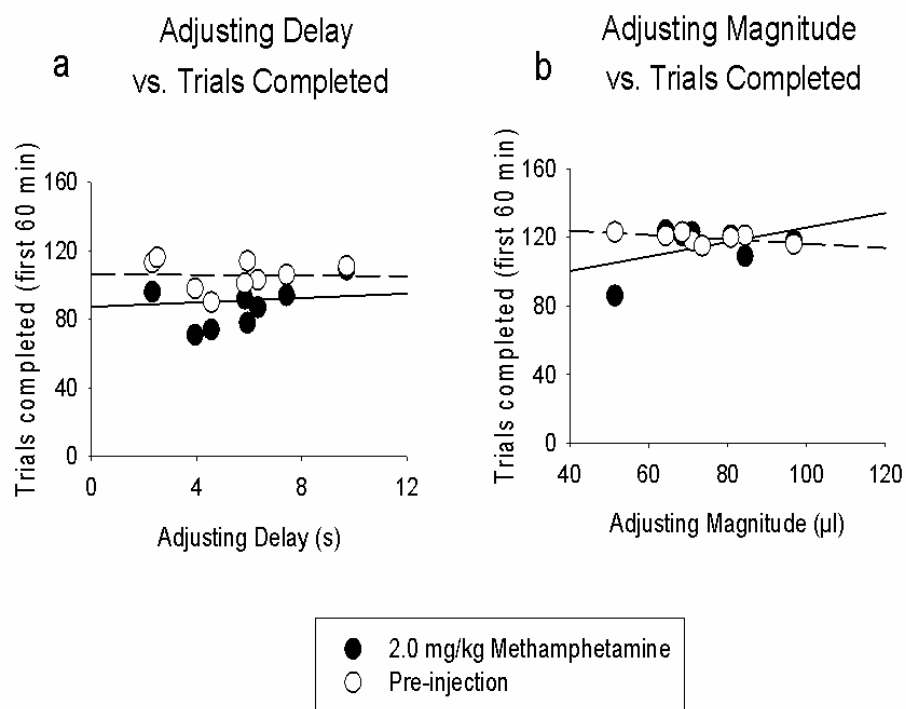 Adjusting Delay
a
vs. Trials Completed
Trials completed (first 60 min)
160
120
80
40
0
0 4 8 12
Adjusting Delay (s)
Adjusting Magnitude
b
vs. Trials Completed
Trials completed (first 60 min)
160
120
80
40
0
40 60 80 100 120
Adjusting Magnitude (µl)
2.0 mg/kg Methamphetamine
Pre-injection